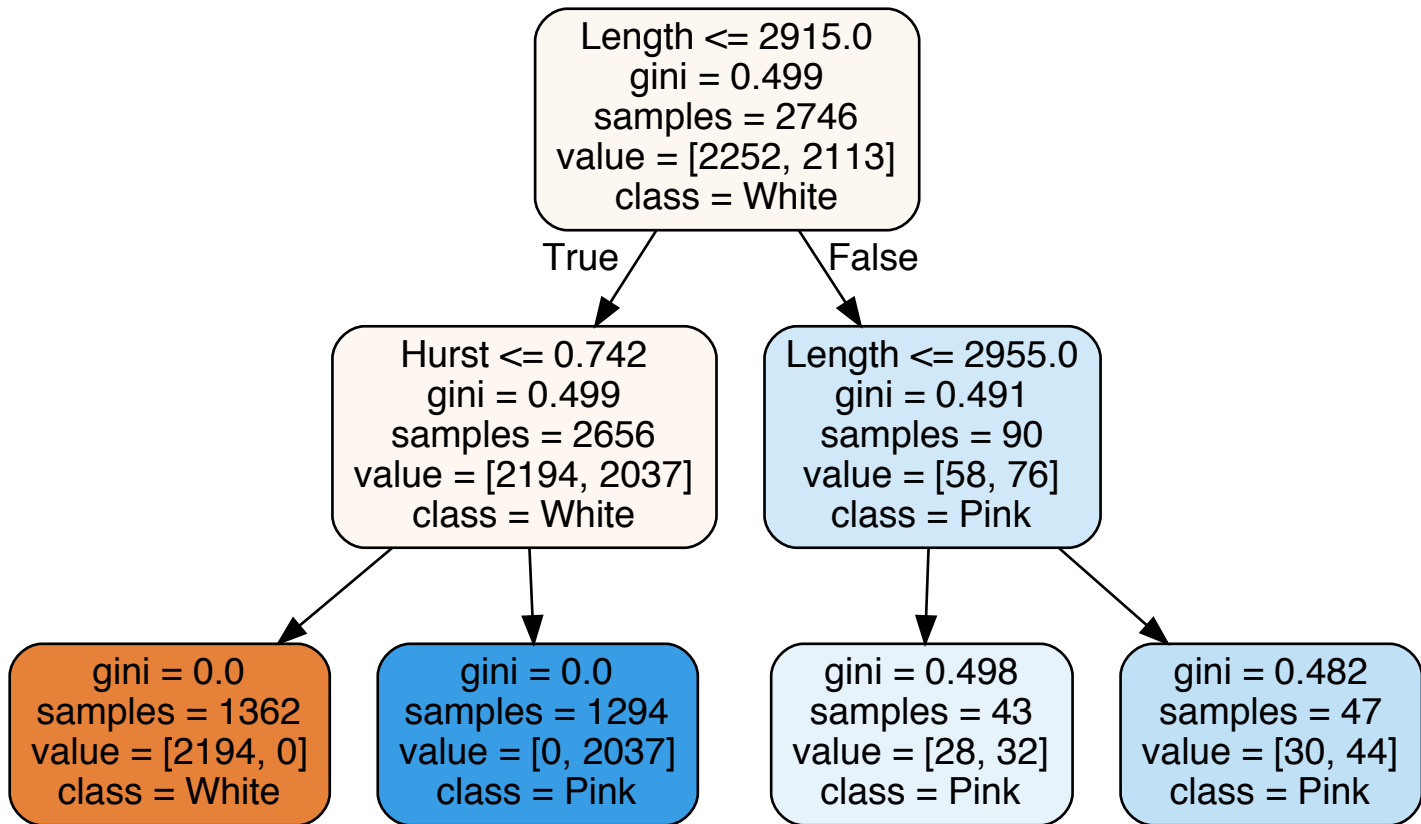 Length <= 2915.0
gini = 0.499
samples = 2746
value = [2252, 2113]
class = White
True
False
Hurst <= 0.742
gini = 0.499
samples = 2656
value = [2194, 2037]
class = White
Length <= 2955.0
gini = 0.491
samples = 90
value = [58, 76]
class = Pink
gini = 0.0
samples = 1362
value = [2194, 0]
class = White
gini = 0.0
samples = 1294
value = [0, 2037]
class = Pink
gini = 0.498
samples = 43
value = [28, 32]
class = Pink
gini = 0.482
samples = 47
value = [30, 44]
class = Pink